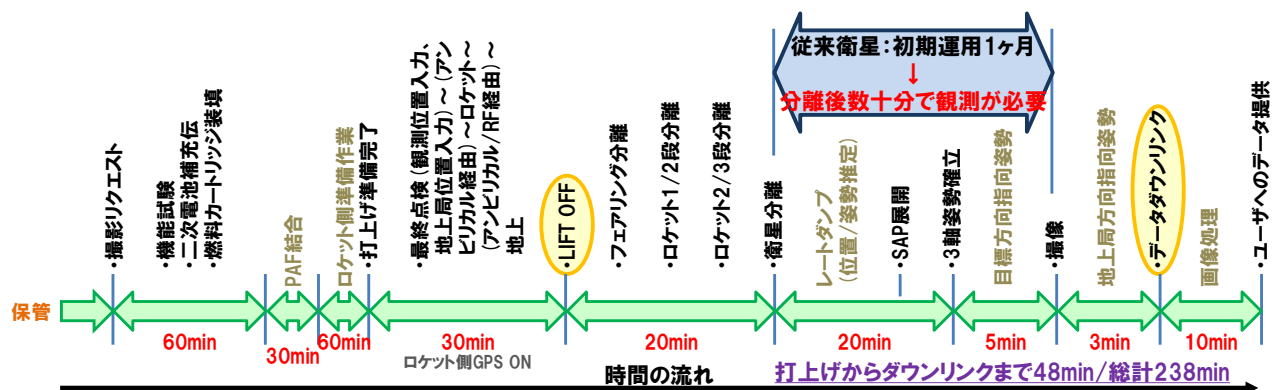 従来衛星:初期運用1ヶ月
↓
分離後数十分で観測が必要
・撮影リクエスト
・機能試験
・二次電池補充伝
・燃料カートリッジ装填
PAF結合
ロケット側準備作業
・打上げ準備完了
・最終点検(観測位置入力、
地上局位置入力)~(アン
ビリカル経由)~ロケット~
(アンビリカル/RF経由)~
地上
・LIFT OFF
・フェアリング分離
・ロケット1/2段分離
・ロケット2/3段分離
・衛星分離
レートダンプ
(位置/姿勢推定)
・SAP展開
・3軸姿勢確立
目標方向指向姿勢
・撮像
地上局方向指向姿勢
・データダウンリンク
画像処理
・ユーザへのデータ提供
保管
60min
30min
60min
30min
20min
20min
5min
3min
10min
ロケット側GPS ON
時間の流れ
打上げからダウンリンクまで48min/総計238min